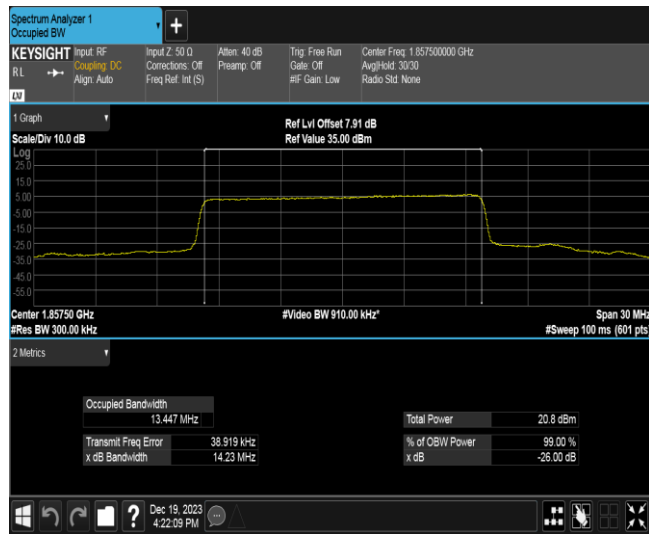 Spectrum Analyzer 1
Occupied BW
+
KEYSIGHT
RL
LXI
Input: RF
Coupling: DC
Align: Auto
Input Z: 50 Ω
Corrections: Off
Freq Ref: Int (S)
Atten: 40 dB
Preamp: Off
Trig: Free Run
Gate: Off
#IF Gain: Low
Center Freq: 1.857500000 GHz
Avg|Hold: 30/30
Radio Std: None
1 Graph
Scale/Div 10.0 dB
Ref Lvl Offset 7.91 dB
Ref Value 35.00 dBm
Log
25.0
15.0
5.00
-5.00
-15.0
-25.0
-35.0
-45.0
-55.0
Center 1.85750 GHz
#Res BW 300.00 kHz
#Video BW 910.00 kHz*
Span 30 MHz
#Sweep 100 ms (601 pts)
2 Metrics
Occupied Bandwidth
13.447 MHz
Transmit Freq Error 38.919 kHz
x dB Bandwidth 14.23 MHz
Total Power 20.8 dBm
% of OBW Power 99.00 %
x dB -26.00 dB
?
Dec 19, 2023
4:22:09 PM